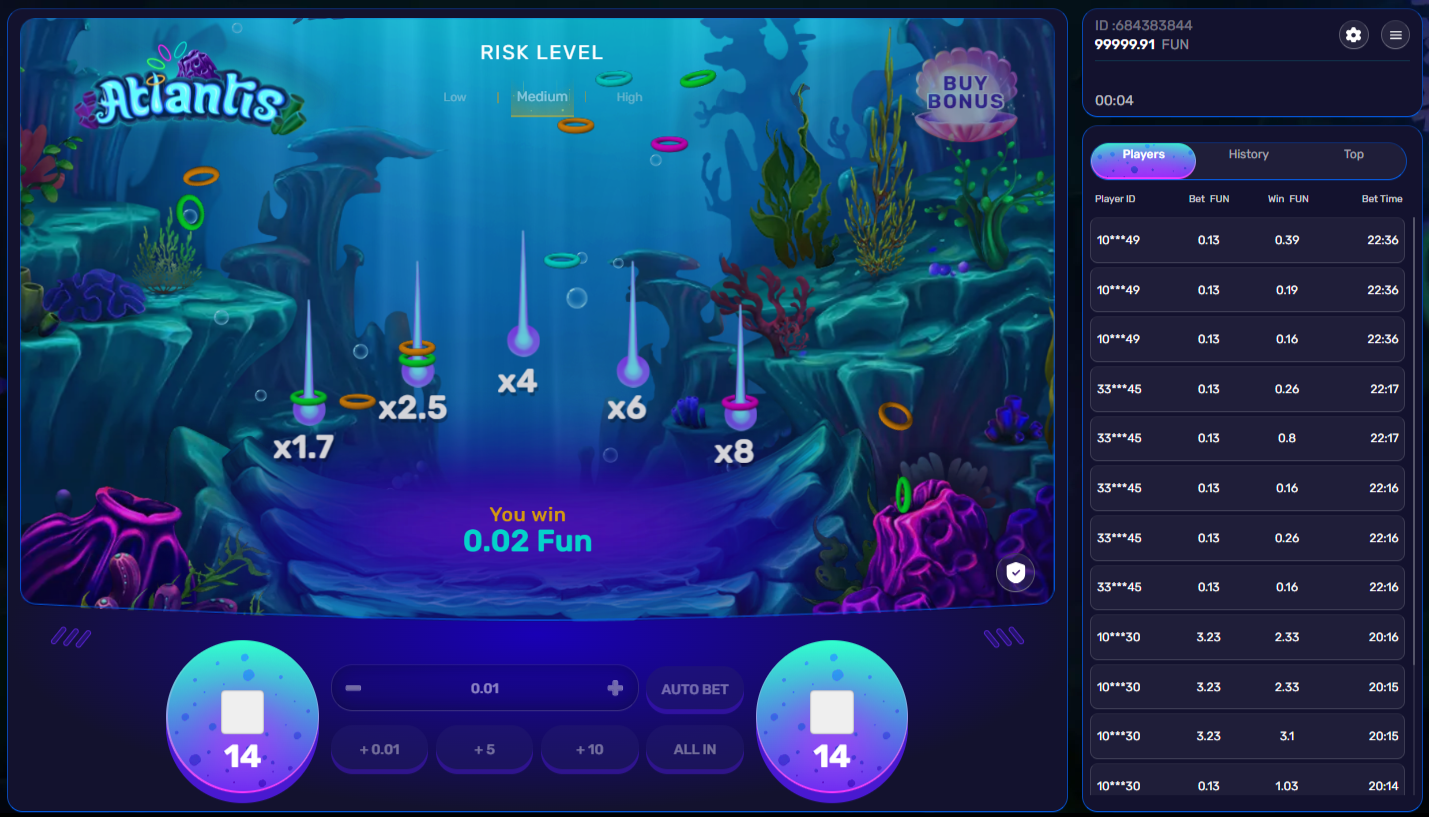 Atlantis
RISK LEVEL
Low Medium High
BUY
BONUS
x1.7
x2.5
x4
x6
x8
You win
0.02 Fun
14
0.01
AUTO BET
+ 0.01 + 5 + 10 ALL IN
14
ID :684383844
99999.91 FUN
00:04
Players History Top
Player ID Bet FUN Win FUN Bet Time
10***49 0.13 0.39 22:36
10***49 0.13 0.19 22:36
10***49 0.13 0.16 22:36
33***45 0.13 0.26 22:17
33***45 0.13 0.8 22:17
33***45 0.13 0.16 22:16
33***45 0.13 0.26 22:16
33***45 0.13 0.16 22:16
10***30 3.23 2.33 20:16
10***30 3.23 2.33 20:15
10***30 3.23 3.1 20:15
10***30 0.13 1.03 20:14